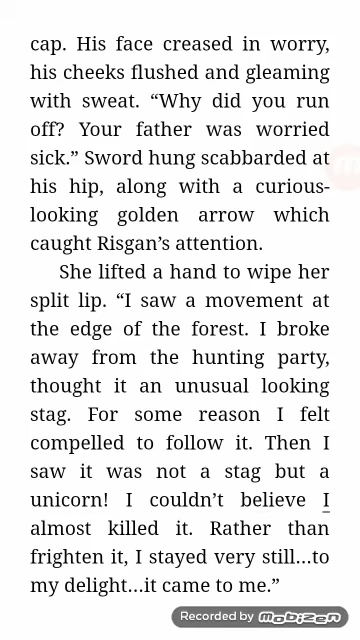 cap. His face creased in worry,
his cheeks flushed and gleaming
with sweat. “Why did you run
off? Your father was worried
sick.” Sword hung scabbarded at
his hip, along with a curious-
looking golden arrow which
caught Risgan’s attention.
She lifted a hand to wipe her
split lip. “I saw a movement at
the edge of the forest. I broke
away from the hunting party,
thought it an unusual looking
stag. For some reason I felt
compelled to follow it. Then I
saw it was not a stag but a
unicorn! I couldn’t believe I
almost killed it. Rather than
frighten it, I stayed very still...to
my delight...it came to me.”
Recorded by mobizen